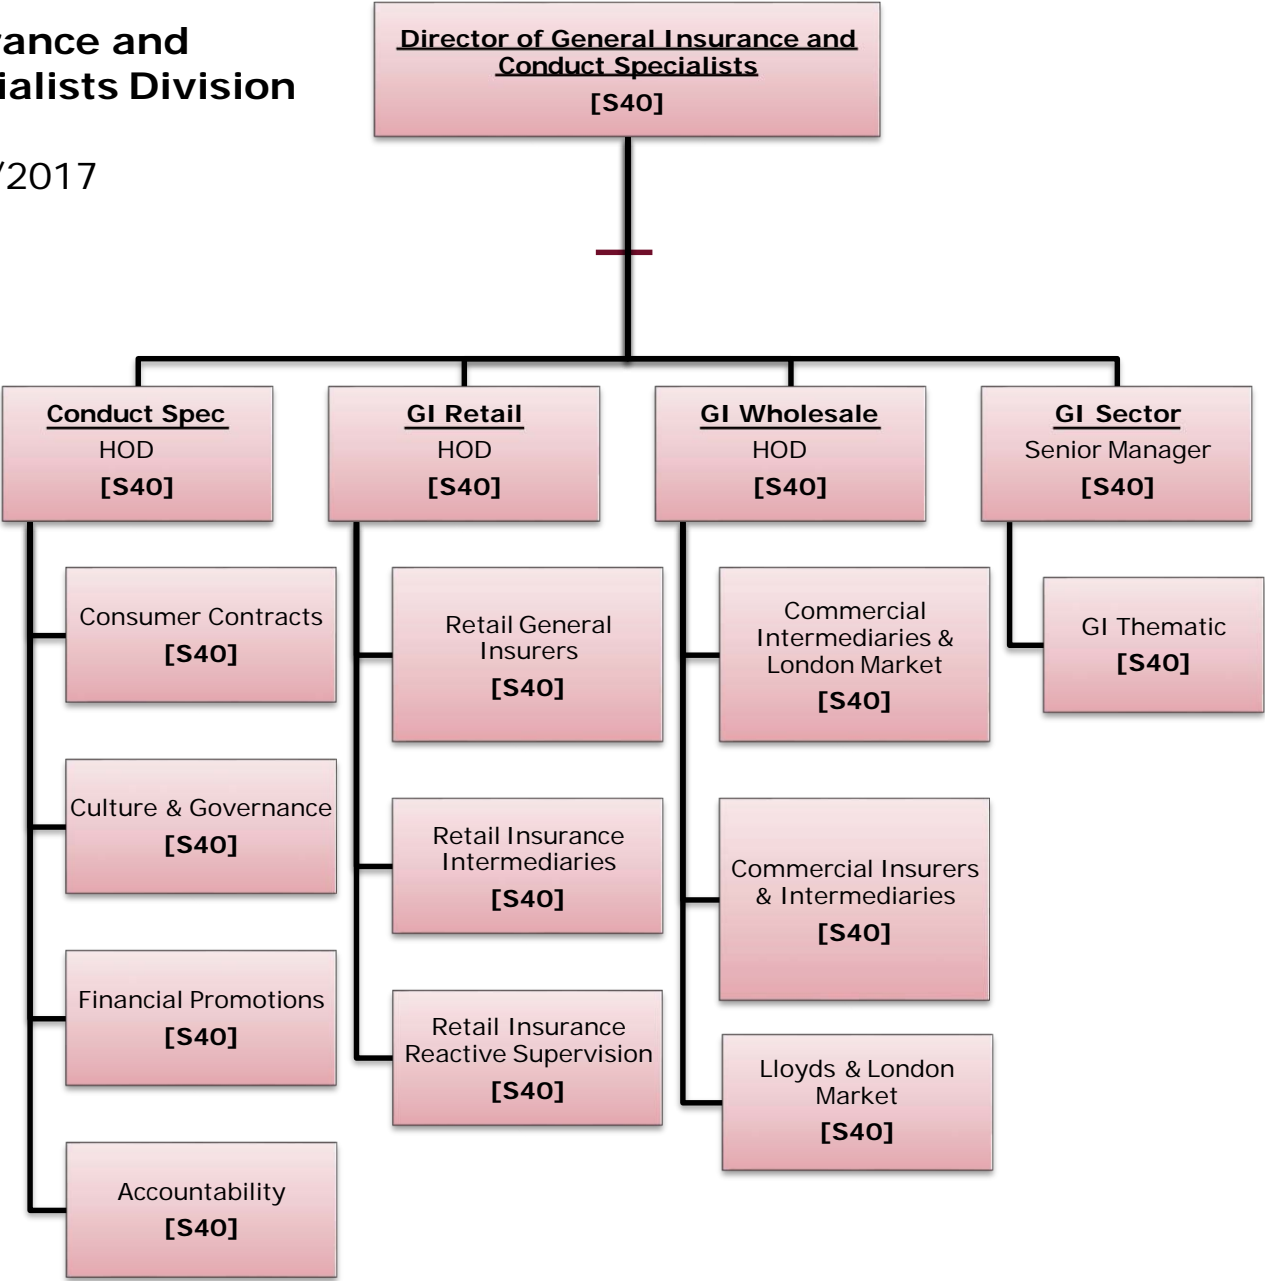 rance and
ialists Division
/2017
Director of General Insurance and
Conduct Specialists
[S40]
Conduct Spec
HOD
[S40]
GI Retail
HOD
[S40]
GI Wholesale
HOD
[S40]
GI Sector
Senior Manager
[S40]
Consumer Contracts
[S40]
Culture & Governance
[S40]
Financial Promotions
[S40]
Accountability
[S40]
Retail General
Insurers
[S40]
Retail Insurance
Intermediaries
[S40]
Retail Insurance
Reactive Supervision
[S40]
Commercial
Intermediaries &
London Market
[S40]
Commercial Insurers
& Intermediaries
[S40]
Lloyds & London
Market
[S40]
GI Thematic
[S40]